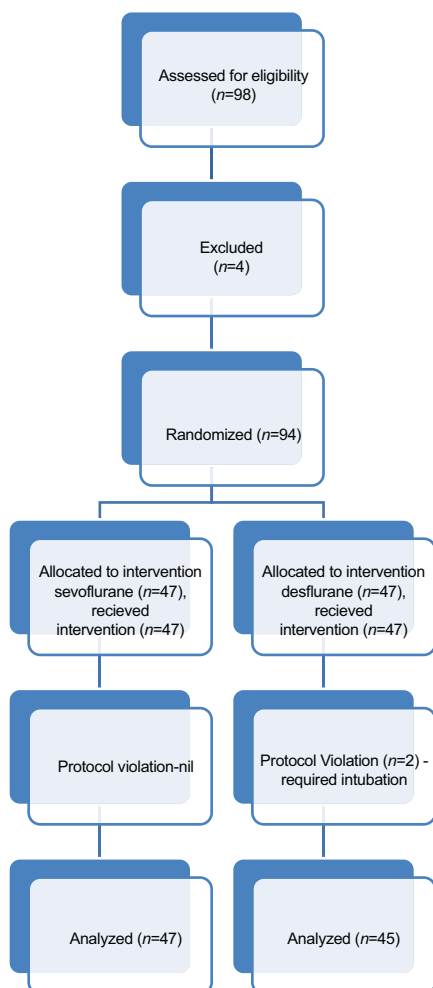 Assessed for eligibility
(n=98)
Excluded
(n=4)
Randomized (n=94)
Allocated to intervention
sevoflurane (n=47),
recieved
intervention (n=47)
Allocated to intervention
desflurane (n=47),
recieved
intervention (n=47)
Protocol violation-nil
Protocol Violation (n=2) -
required intubation
Analyzed (n=47)
Analyzed (n=45)